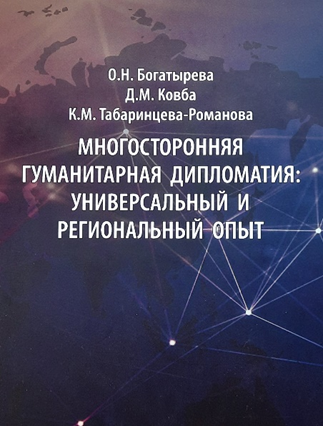 О.Н. Богатырева
Д.М. Ковба
К.М. Табаринцева-Романова
МНОГОСТОРОННЯЯ
ГУМАНИТАРНАЯ ДИПЛОМАТИЯ:
УНИВЕРСАЛЬНЫЙ И
РЕГИОНАЛЬНЫЙ ОПЫТ